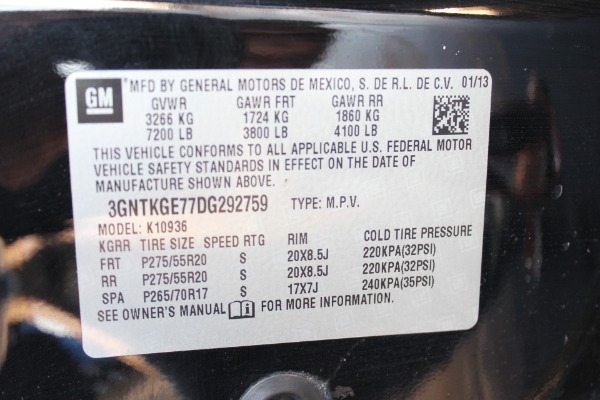 GM
MFD BY GENERAL MOTORS DE MEXICO, S. DE R.L. DE C.V. 01/13
GVWR GAWR FRT GAWR RR
3266 KG 1724 KG 1860 KG
7200 LB 3800 LB 4100 LB
THIS VEHICLE CONFORMS TO ALL APPLICABLE U.S. FEDERAL MOTOR
VEHICLE SAFETY STANDARDS IN EFFECT ON THE DATE OF
MANUFACTURE SHOWN ABOVE.
3GNTKGE77DG292759 TYPE: M.P.V.
MODEL: K10936
KGRR TIRE SIZE SPEED RTG RIM COLD TIRE PRESSURE
FRT P275/55R20 S 20X8.5J 220KPA(32PSI)
RR P275/55R20 S 20X8.5J 220KPA(32PSI)
SPA P265/70R17 S 17X7J 240KPA(35PSI)
SEE OWNER'S MANUAL FOR MORE INFORMATION.